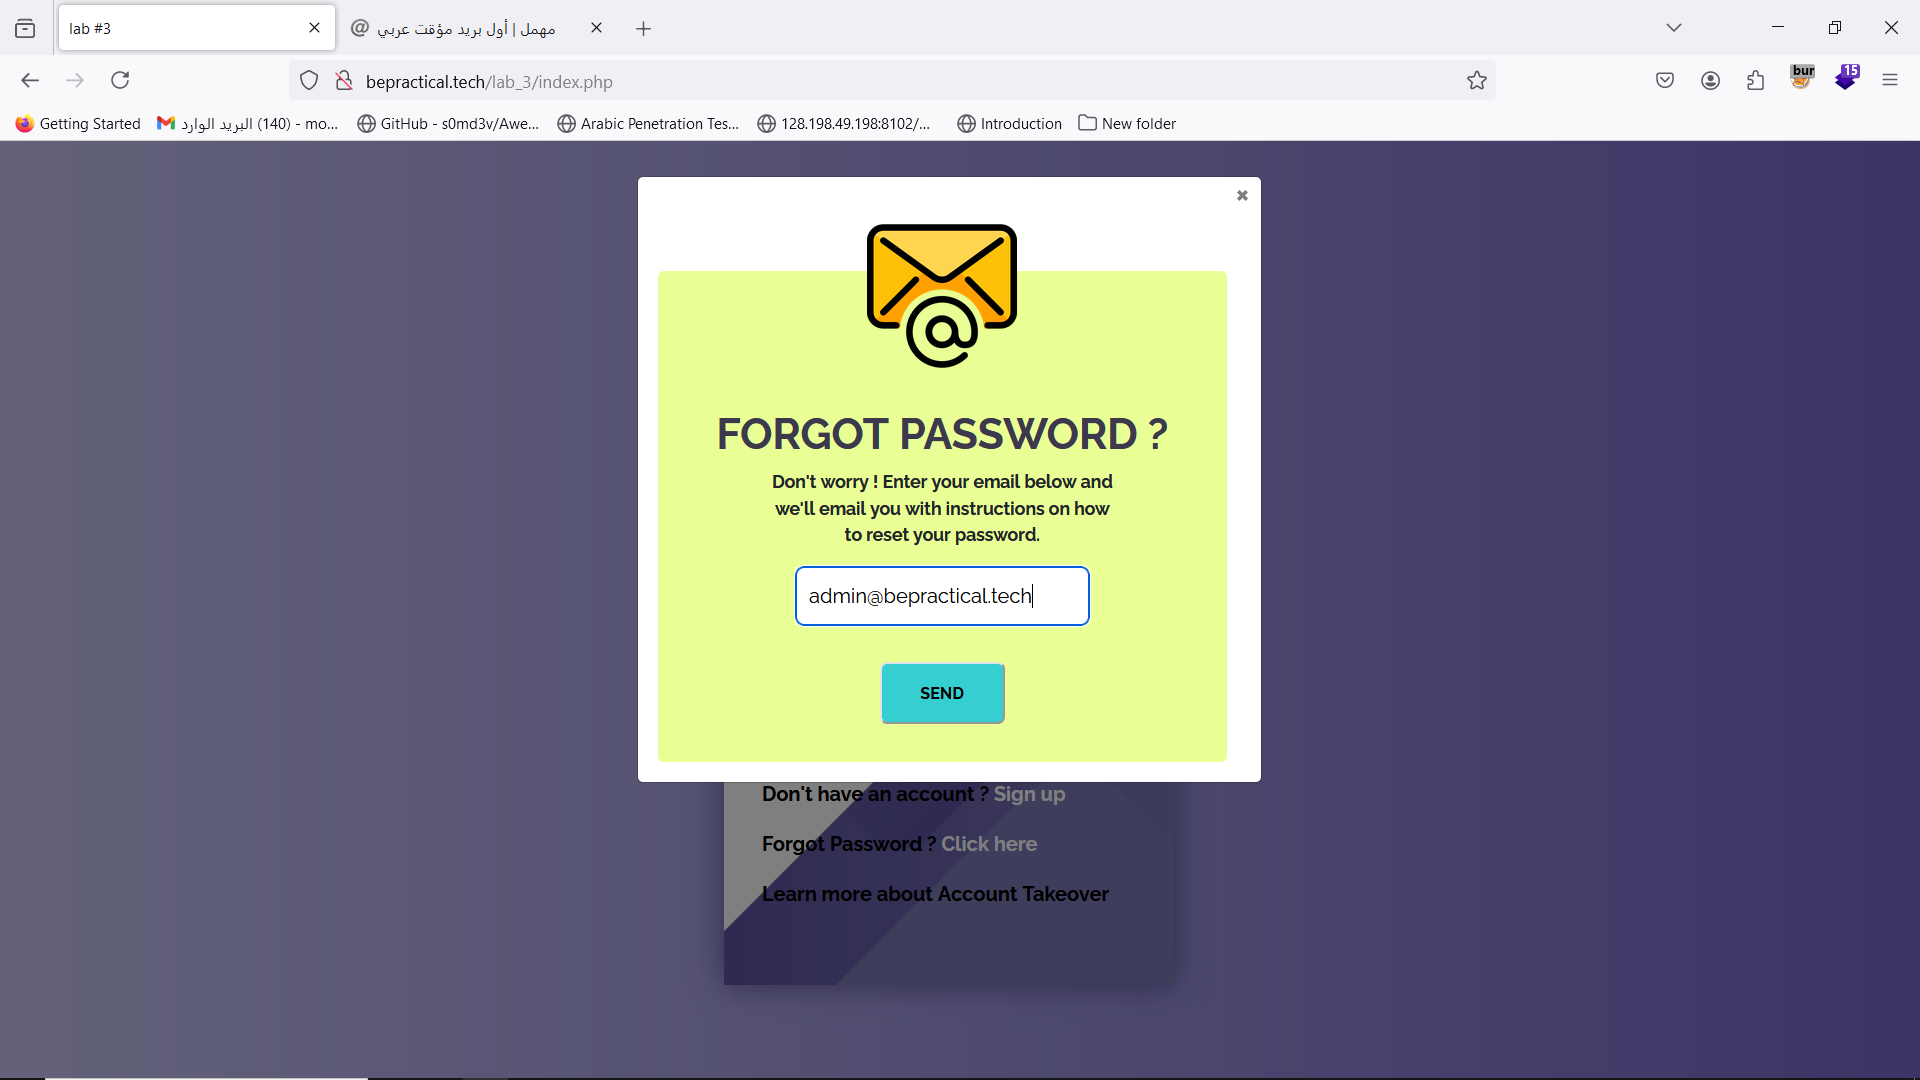 lab #3
مهمل | أول بريد مؤقت عربي
bepractical.tech/lab_3/index.php
bur
15
Getting Started
البريد الوارد (140) - mo...
GitHub - s0md3v/Awe...
Arabic Penetration Tes...
128.198.49.198:8102/...
Introduction
New folder
FORGOT PASSWORD ?
Don't worry ! Enter your email below and
we'll email you with instructions on how
to reset your password.
admin@bepractical.tech
SEND
Don't have an account ? Sign up
Forgot Password ? Click here
Learn more about Account Takeover